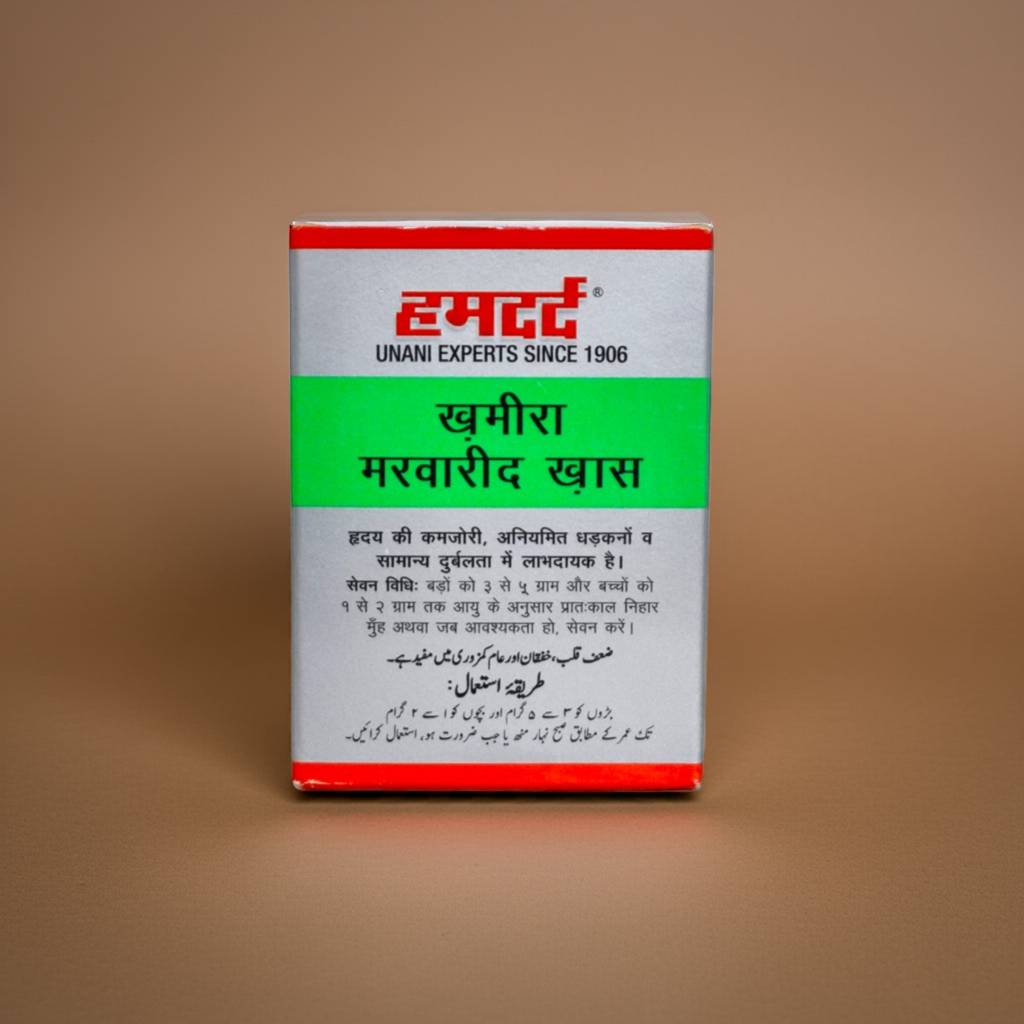 हमदर्द®
UNANI EXPERTS SINCE 1906
ख़मीरा
मरवारीद ख़ास
हृदय की कमजोरी, अनियमित धड़कनों व
सामान्य दुर्बलता में लाभदायक है।
सेवन विधिः बड़ों को ३ से ५ ग्राम और बच्चों को
१ से २ ग्राम तक आयु के अनुसार प्रातःकाल निहार
मुँह अथवा जब आवश्यकता हो, सेवन करें।
ضعف قلب، خفقان اور عام کمزوری میں مفید ہے۔
طریقۂ استعمال:
بڑوں کو ۳ سے ۵ گرام اور بچوں کو ۱ سے ۲ گرام
تک عمر کے مطابق صبح نہار منھ یا جب ضرورت ہو، استعمال کرائیں۔